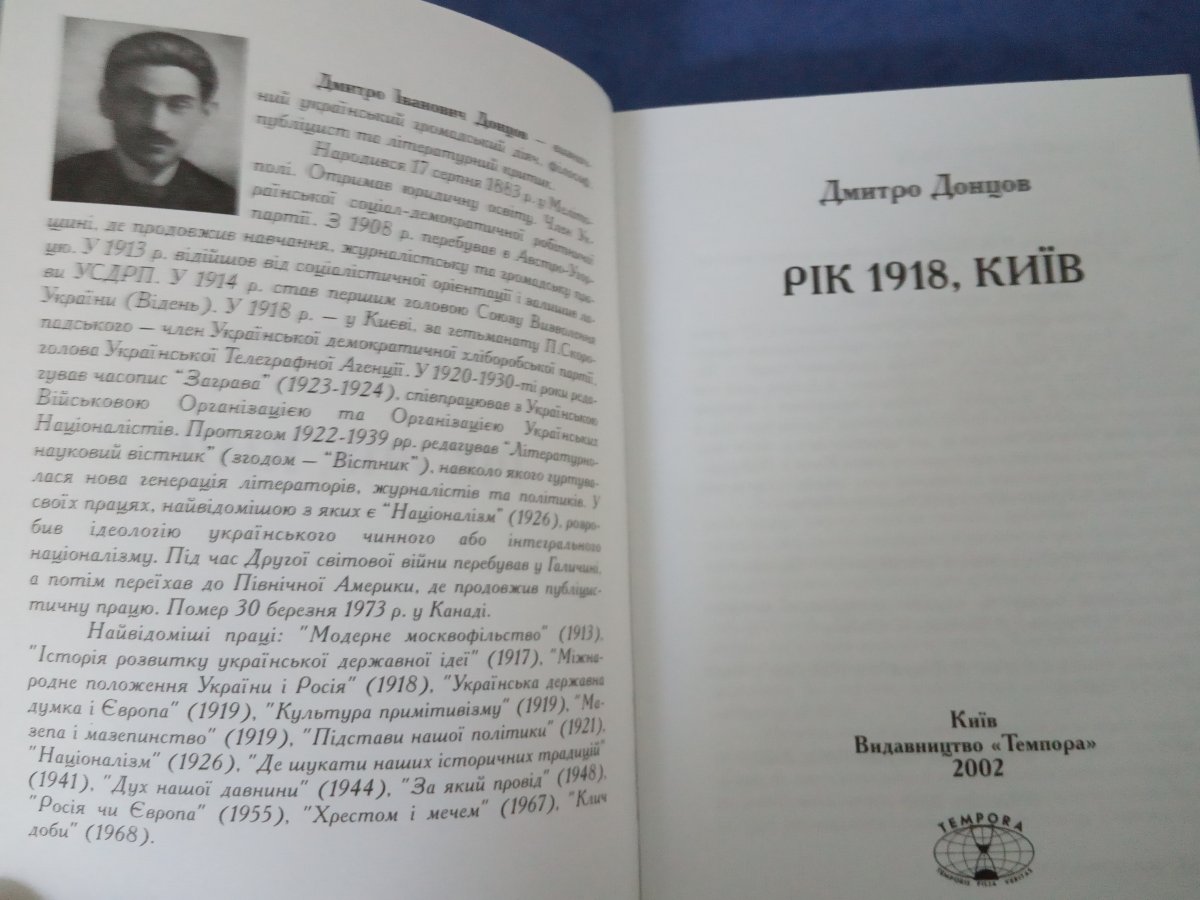 Дмитро Іванович Донцов — визнач-
ний український громадський діяч, філософ,
публіцист та літературний критик.
Народився 17 серпня 1883 р. у Меліто-
полі. Отримав юридичну освіту. Член Ук-
раїнської соціал-демократичної робітничої
партії. З 1908 р. перебував в Австро-Угор-
щині, де продовжив навчання, журналістську та громадську пра-
цю. У 1913 р. відійшов від соціалістичної орієнтації і залишив ла-
ви УСДРП. У 1914 р. став першим головою Союзу Визволення
України (Відень). У 1918 р. — у Києві, за гетьманату П.Скоро-
падського — член Української демократичної хліборобської партії,
голова Української Телеграфної Агенції. У 1920-1930-ті роки реда-
гував часопис “Заграва” (1923-1924), співпрацював з Українською
Військовою Організацією та Організацією Українських
Націоналістів. Протягом 1922-1939 рр. редагував “Літературно-
науковий вістник” (згодом — “Вістник”), навколо якого гуртува-
лася нова генерація літераторів, журналістів та політиків. У
своїх працях, найвідомішою з яких є “Націоналізм” (1926), розро-
бив ідеологію українського чинного або інтегрального
націоналізму. Під час Другої світової війни перебував у Галичині,
а потім переїхав до Північної Америки, де продовжив публіцис-
тичну працю. Помер 30 березня 1973 р. у Канаді.
Найвідоміші праці: "Модерне москвофільство" (1913),
"Історія розвитку української державної ідеї" (1917), "Міжна-
родне положення України і Росія" (1918), "Українська державна
думка і Європа" (1919), "Культура примітивізму" (1919), "Ма-
зепа і мазепинство" (1919), "Підстави нашої політики" (1921),
"Націоналізм" (1926), "Де шукати наших історичних традицій"
(1941), "Дух нашої давнини" (1944), "За який провід" (1948),
"Росія чи Європа" (1955), "Хрестом і мечем" (1967), "Клич
доби" (1968).
Дмитро Донцов
РІК 1918, КИЇВ
Київ
Видавництво «Темпора»
2002
TEMPORA
TEMPORIS FILIA VERITAS